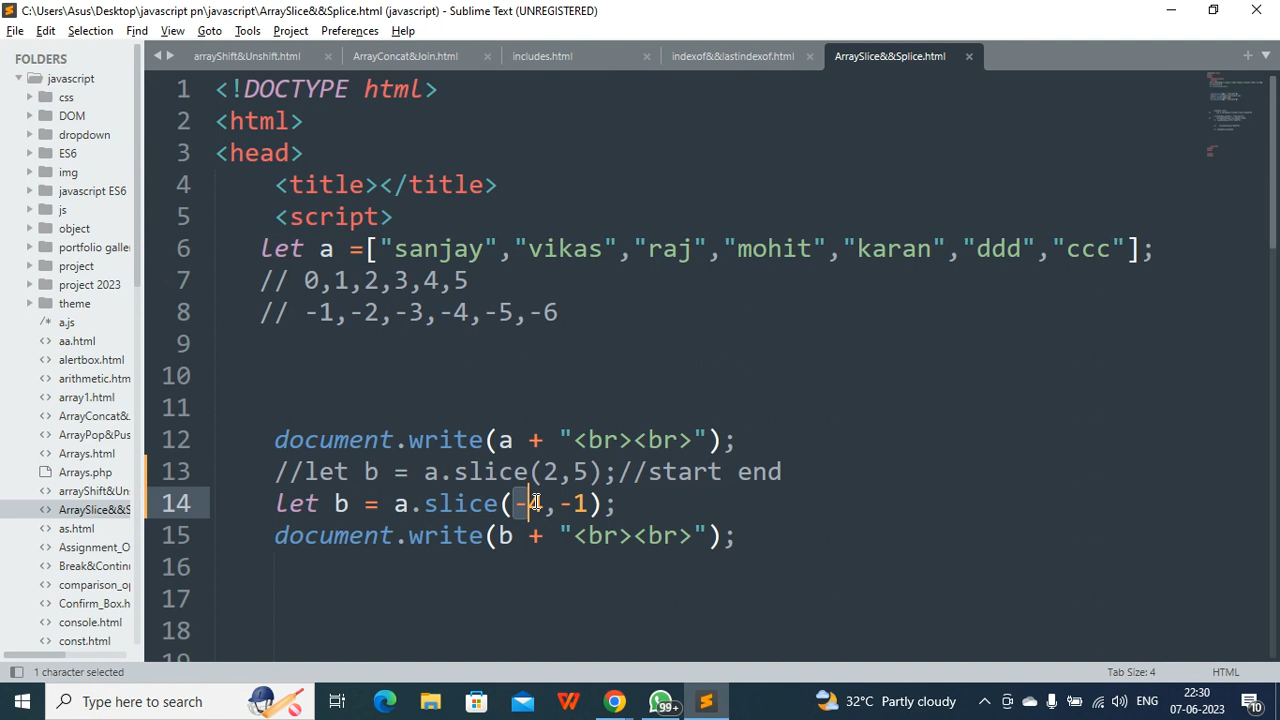 C:\Users\Asus\Desktop\javascript pn\javascript\ArraySlice&&Splice.html (javascript) - Sublime Text (UNREGISTERED)
File Edit Selection Find View Goto Tools Project Preferences Help
FOLDERS
arrayShift&Unshift.html ArrayConcat&Join.html includes.html indexof&&lastindexof.html ArraySlice&&Splice.html
javascript
css
DOM
dropdown
ES6
img
javascript ES6
js
object
portfolio galle
project
project 2023
theme
a.js
aa.html
alertbox.html
arithmetic.htm
array1.html
ArrayConcat&.
ArrayPop&Pus
Arrays.html
Arrays.php
arrayShift&Un
ArraySlice&&S
as.html
Assignment_O
Break&Contin
comparison_op
Confirm_Box.h
console.html
const.html
1 <!DOCTYPE html>
2 <html>
3 <head>
4 <title></title>
5 <script>
6 let a =["sanjay","vikas","raj","mohit","karan","ddd","ccc"];
7 // 0,1,2,3,4,5
8 // -1,-2,-3,-4,-5,-6
9
10
11
12 document.write(a + "<br><br>");
13 //let b = a.slice(2,5);//start end
14 let b = a.slice(-4,-1);
15 document.write(b + "<br><br>");
16
17
18
19
1 character selected Tab Size: 4 HTML
Type here to search 99+ 32°C Partly cloudy ENG 22:30 07-06-2023 10